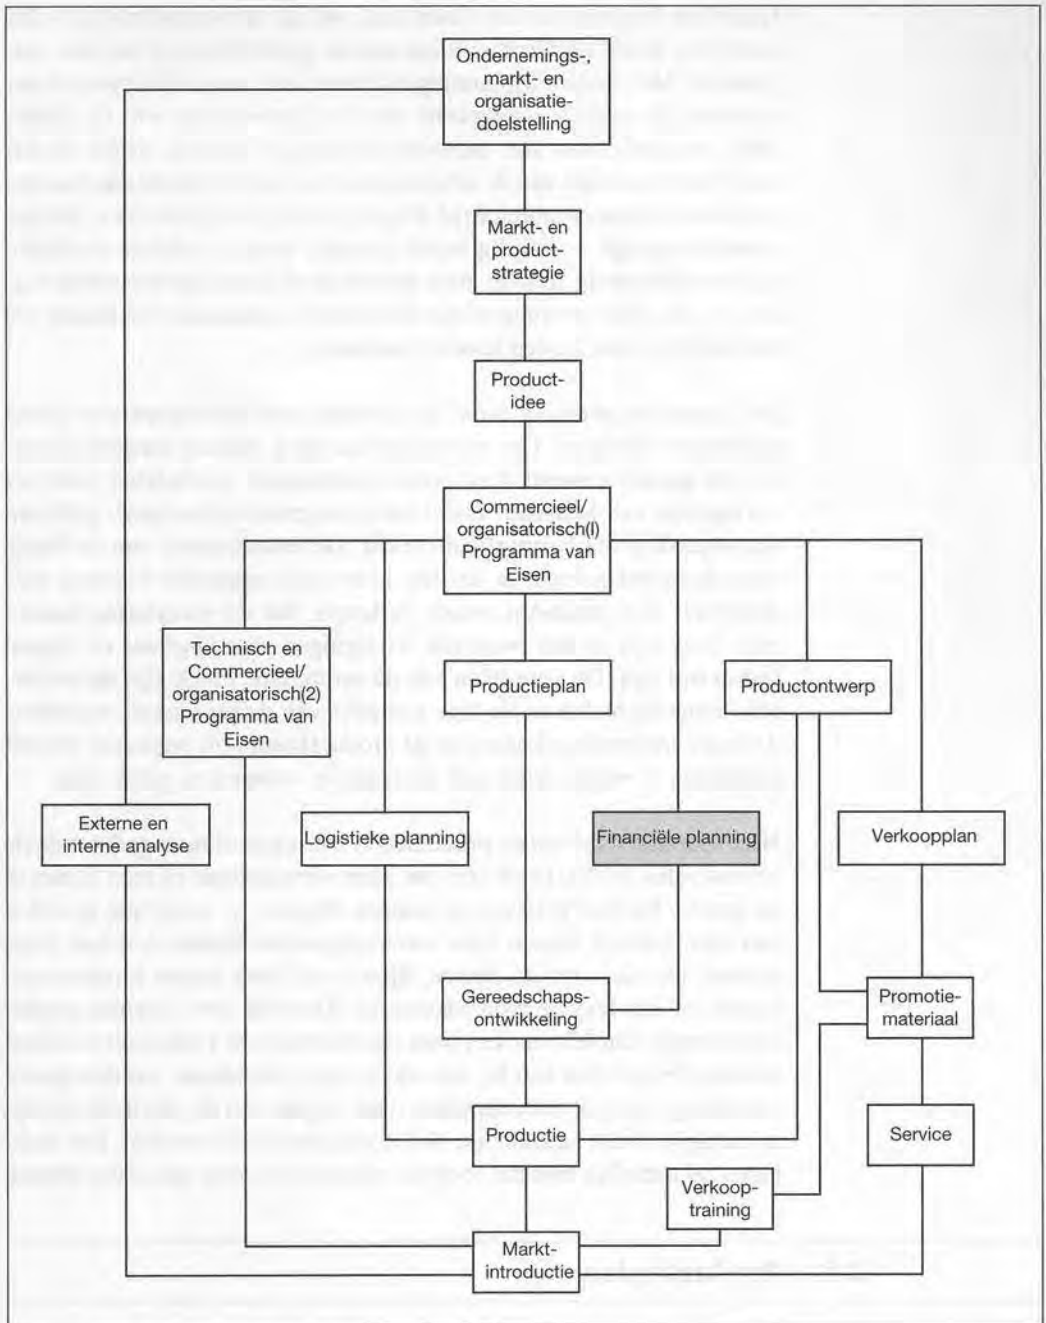 Ondernemings-,
markt- en
organisatie-
doelstelling
Markt- en
product-
strategie
Product-
idee
Commercieel/
organisatorisch(l)
Programma van
Eisen
Technisch en
Commercieel/
organisatorisch(2)
Programma van
Eisen
Productieplan
Productontwerp
Externe en
interne analyse
Logistieke planning
Financiële planning
Verkoopplan
Gereedschaps-
ontwikkeling
Promotie-
materiaal
Productie
Service
Verkoop-
training
Markt-
introductie